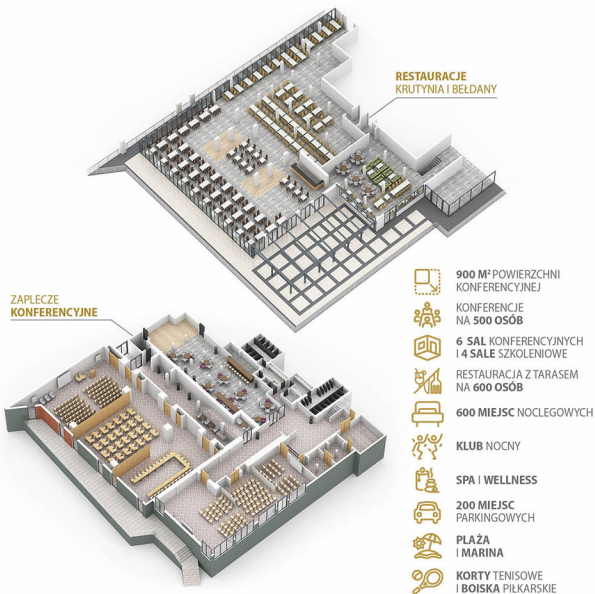 RESTAURACJE
KRUTYNIA I BEŁDANY
ZAPLECZE
KONFERENCYJNE
900 M² POWIERZCHNI
KONFERENCYJNEJ
KONFERENCJE
NA 500 OSÓB
6 SAL KONFERENCYJNYCH
I 4 SALE SZKOLENIOWE
RESTAURACJA Z TARASEM
NA 600 OSÓB
600 MIEJSC NOCLEGOWYCH
KLUB NOCNY
SPA I WELLNESS
200 MIEJSC
PARKINGOWYCH
PLAŻA
I MARINA
KORTY TENISOWE
I BOISKA PIŁKARSKIE